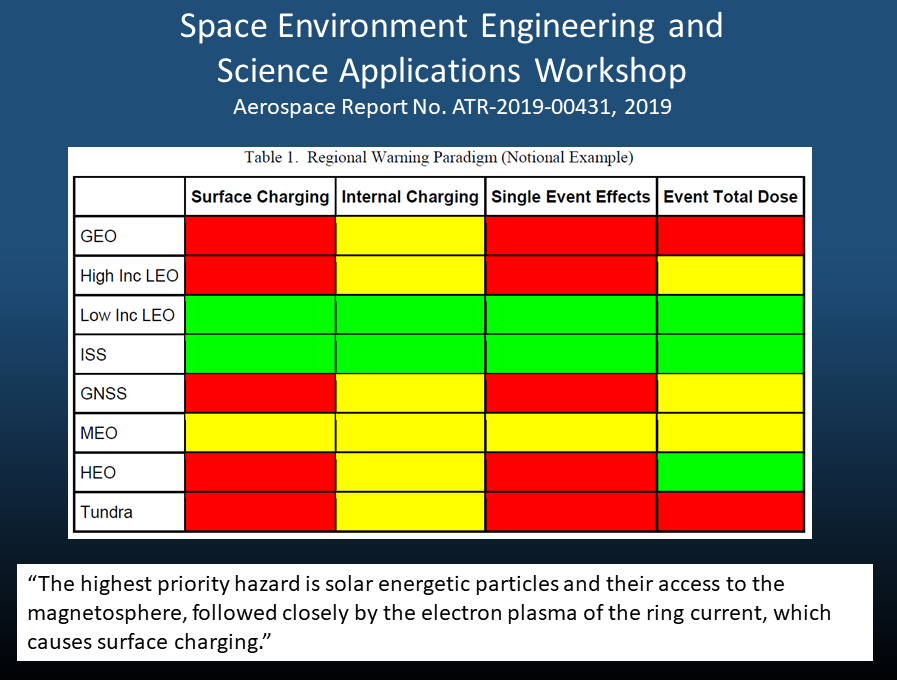 Space Environment Engineering and
Science Applications Workshop
Aerospace Report No. ATR-2019-00431, 2019
Table 1.  Regional Warning Paradigm (Notional Example)
Surface Charging Internal Charging Single Event Effects Event Total Dose
GEO
High Inc LEO
Low Inc LEO
ISS
GNSS
MEO
HEO
Tundra
“The highest priority hazard is solar energetic particles and their access to the
magnetosphere, followed closely by the electron plasma of the ring current, which
causes surface charging.”